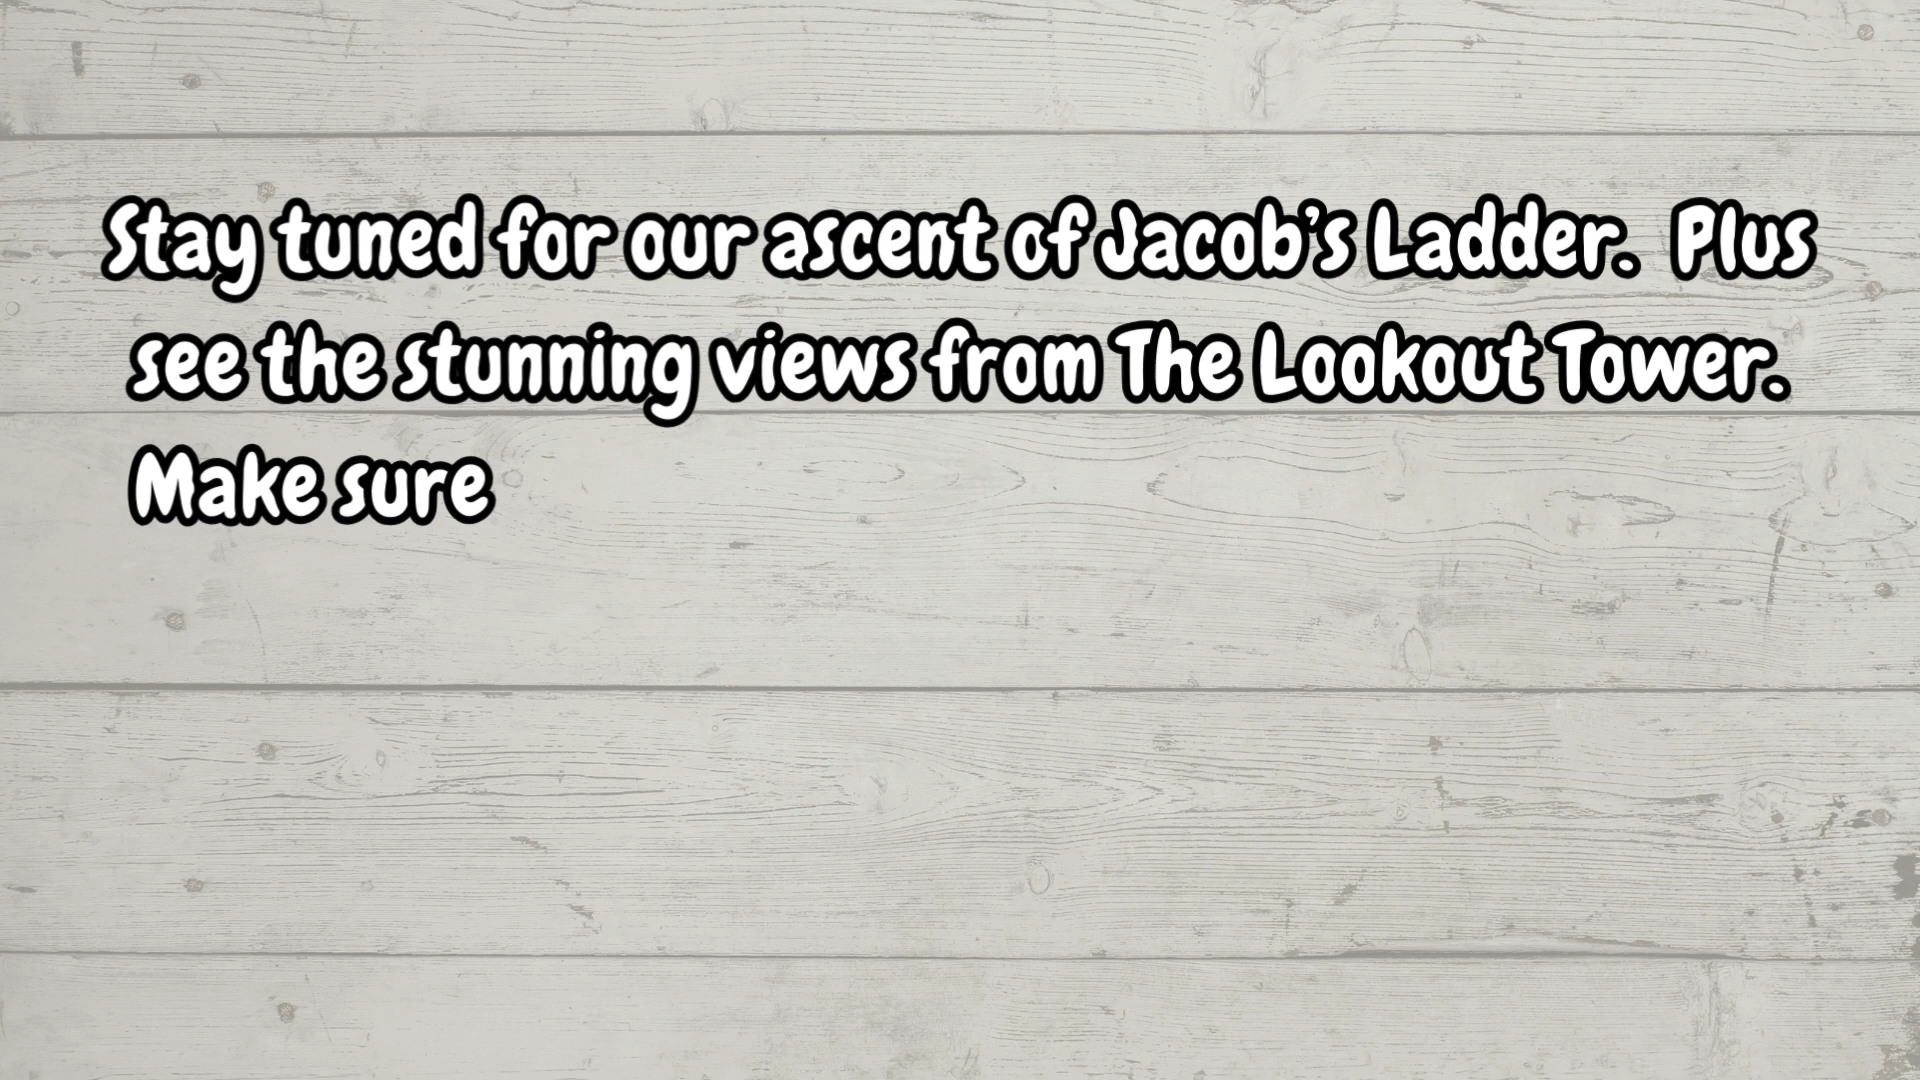 Stay tuned for our ascent of Jacob's Ladder.  Plus
see the stunning views from The Lookout Tower.
Make sure